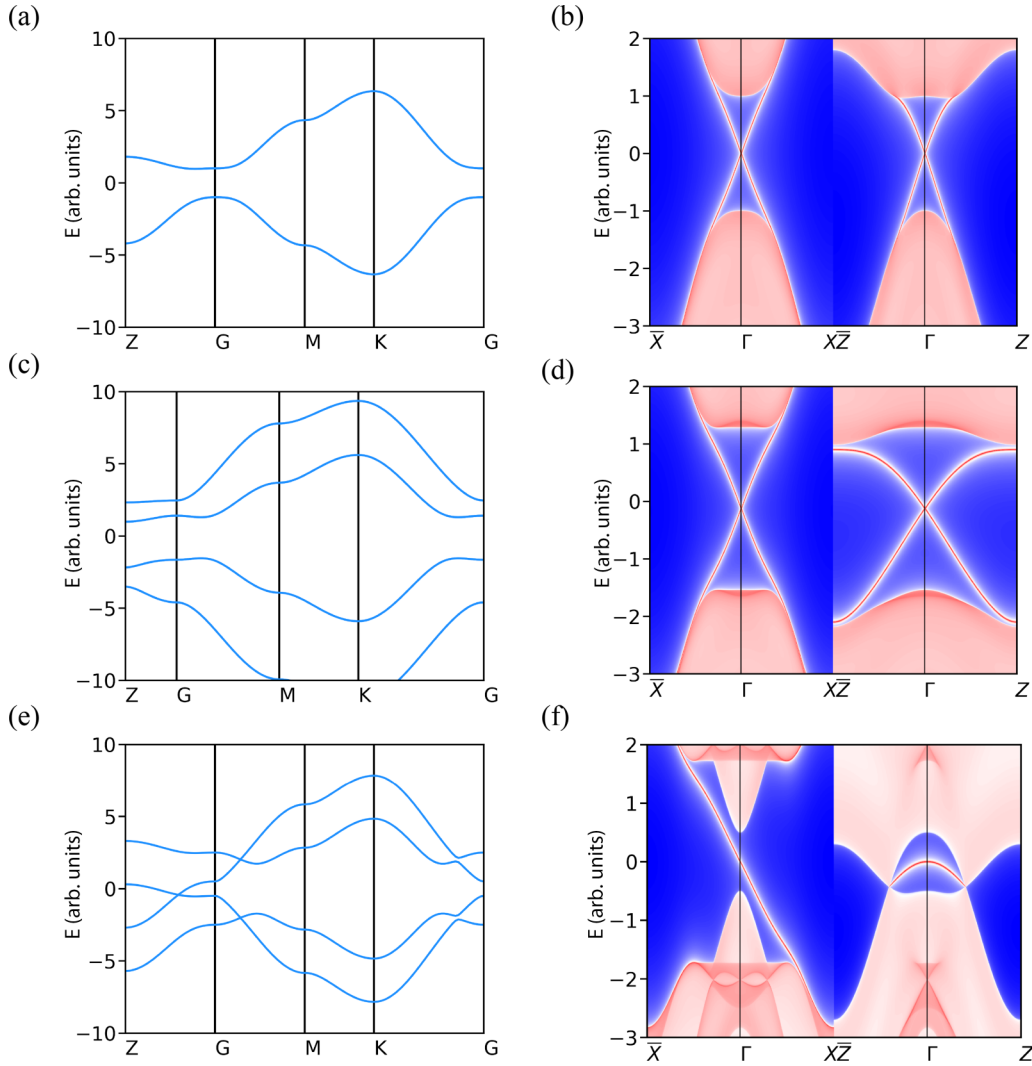 (a)
(b)
10
5
0
−5
−10
E (arb. units)
Z G M K G
2
1
0
−1
−2
−3
E (arb. units)
X̅ Γ X Z̅ Γ Z
(c)
(d)
10
5
0
−5
−10
E (arb. units)
Z G M K G
2
1
0
−1
−2
−3
E (arb. units)
X̅ Γ X Z̅ Γ Z
(e)
(f)
10
5
0
−5
−10
E (arb. units)
Z G M K G
2
1
0
−1
−2
−3
E (arb. units)
X̅ Γ X Z̅ Γ Z